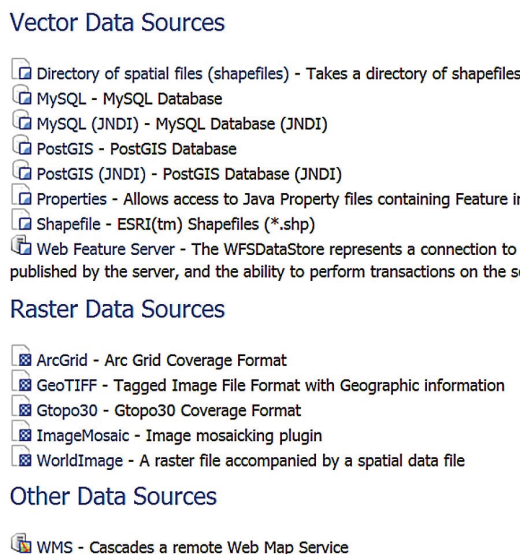 Vector Data Sources
Directory of spatial files (shapefiles) - Takes a directory of shapefiles
MySQL - MySQL Database
MySQL (JNDI) - MySQL Database (JNDI)
PostGIS - PostGIS Database
PostGIS (JNDI) - PostGIS Database (JNDI)
Properties - Allows access to Java Property files containing Feature
Shapefile - ESRI(tm) Shapefiles (*.shp)
Web Feature Server - The WFSDataStore represents a connection to
published by the server, and the ability to perform transactions on the
Raster Data Sources
ArcGrid - Arc Grid Coverage Format
GeoTIFF - Tagged Image File Format with Geographic information
Gtopo30 - Gtopo30 Coverage Format
ImageMosaic - Image mosaicking plugin
WorldImage - A raster file accompanied by a spatial data file
Other Data Sources
WMS - Cascades a remote Web Map Service